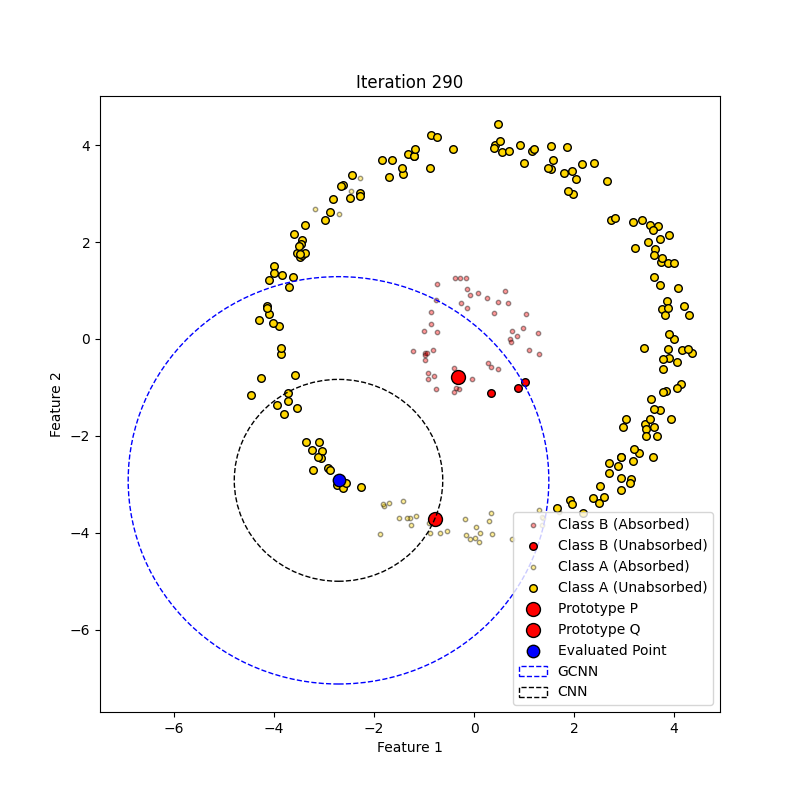 Iteration 290
4
2
0
−2
−4
−6
Feature 2
−6
−4
−2
0
2
4
Feature 1
Class B (Absorbed)
Class B (Unabsorbed)
Class A (Absorbed)
Class A (Unabsorbed)
Prototype P
Prototype Q
Evaluated Point
GCNN
CNN